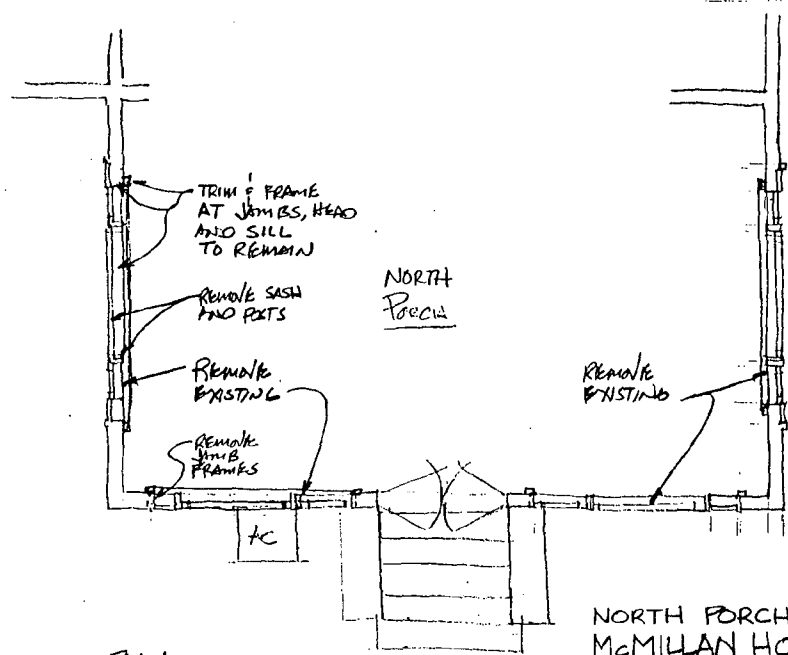 TRIM & FRAME
AT JAMBS, HEAD
AND SILL
TO REMAIN
NORTH
PORCH
REMOVE SASH
AND POSTS
REMOVE
EXISTING
REMOVE
EXISTING
REMOVE
JAMB
FRAMES
AC
NORTH PORCH
McMILLAN HO